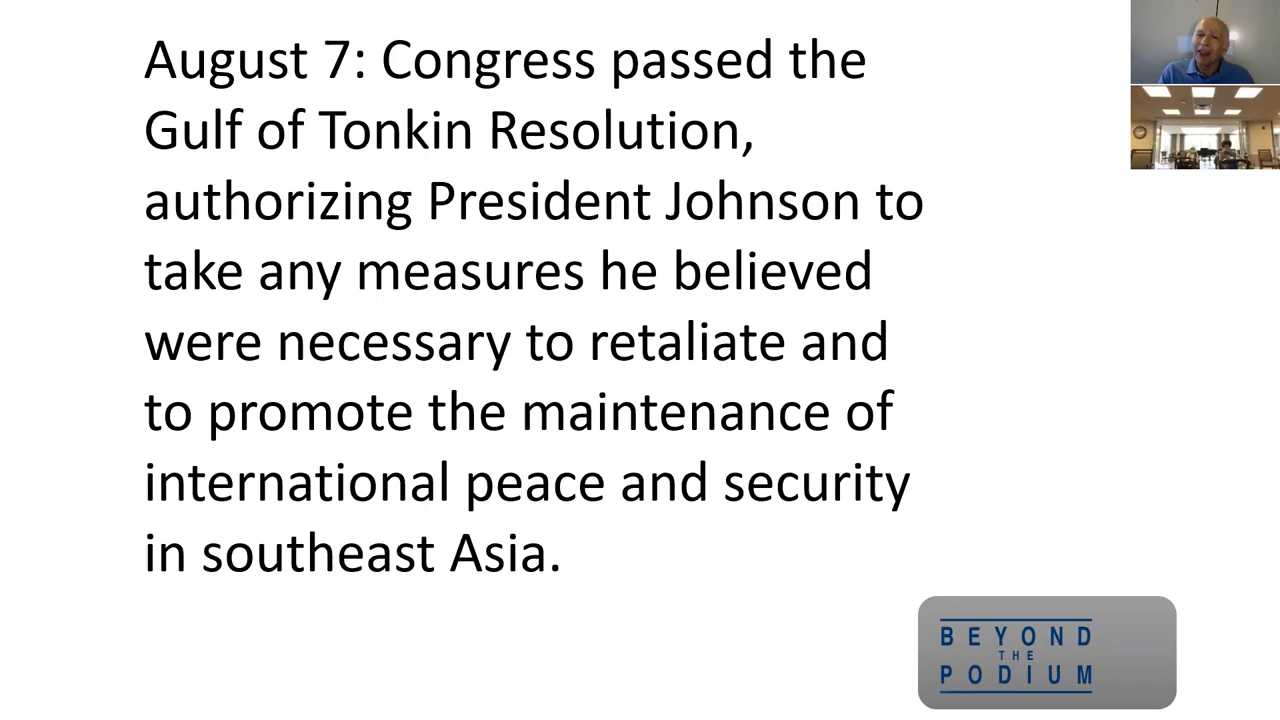 August 7: Congress passed the
Gulf of Tonkin Resolution,
authorizing President Johnson to
take any measures he believed
were necessary to retaliate and
to promote the maintenance of
international peace and security
in southeast Asia.
BEYOND
THE
PODIUM